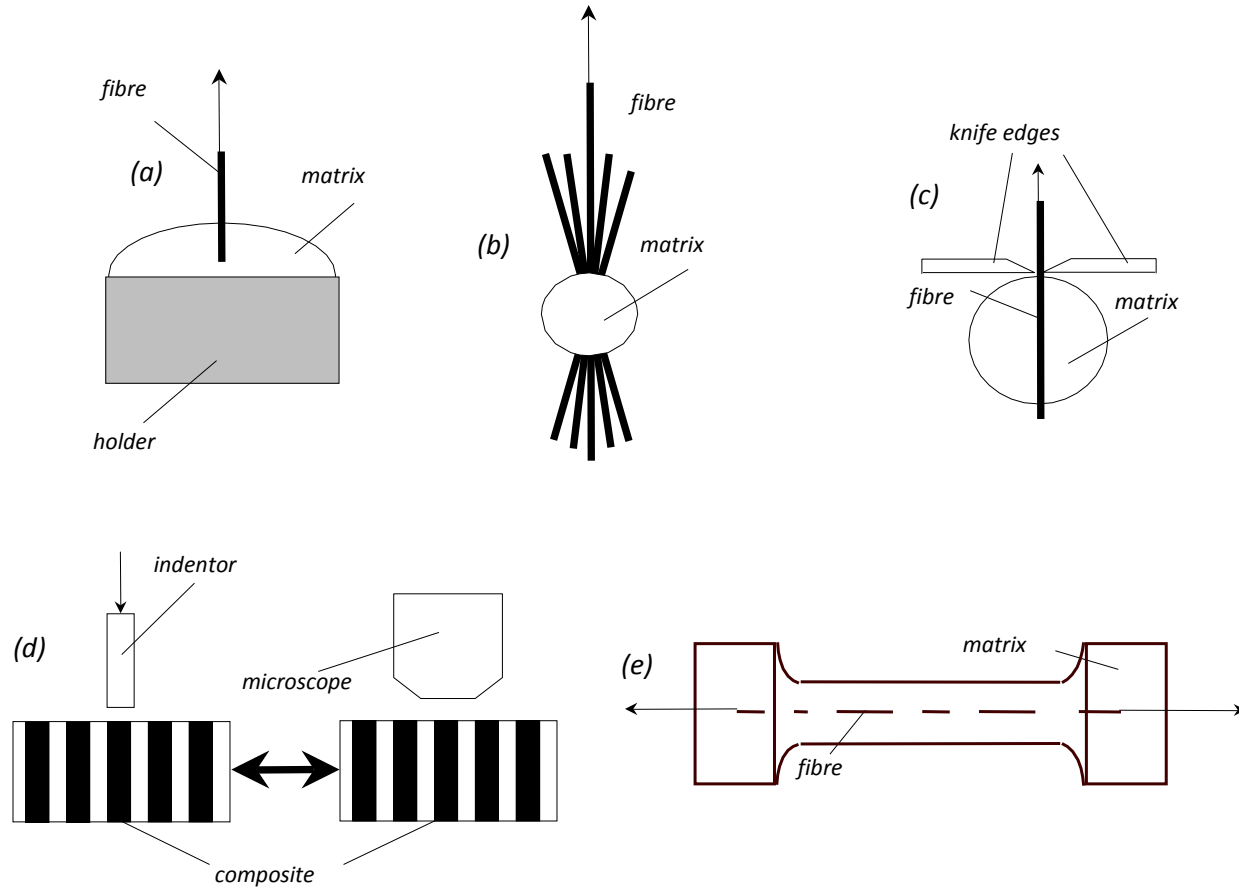 fibre
(a)
matrix
holder
fibre
(b)
matrix
knife edges
(c)
fibre
matrix
indentor
(d)
microscope
composite
matrix
(e)
fibre